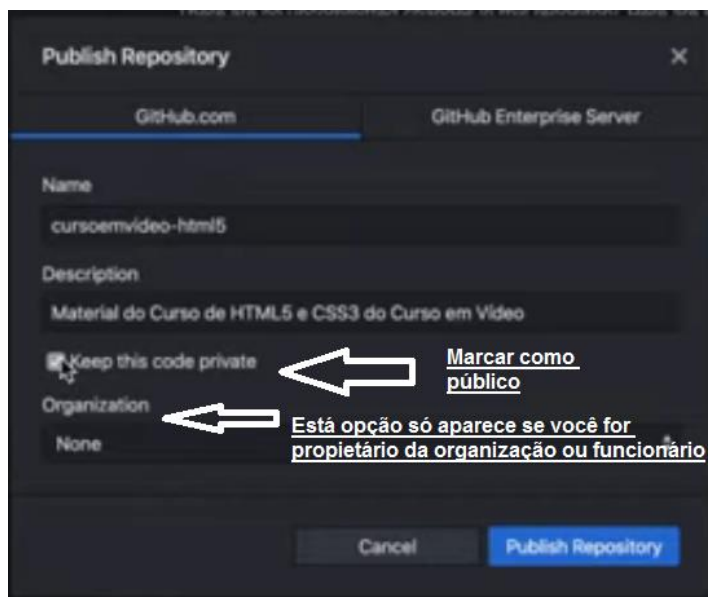 Publish Repository
GitHub.com
GitHub Enterprise Server
Name
cursoemvideo-html5
Description
Material do Curso de HTML5 e CSS3 do Curso em Vídeo
Keep this code private
Marcar como
público
Organization
Está opção só aparece se você for
propietário da organização ou funcionário
None
Cancel
Publish Repository